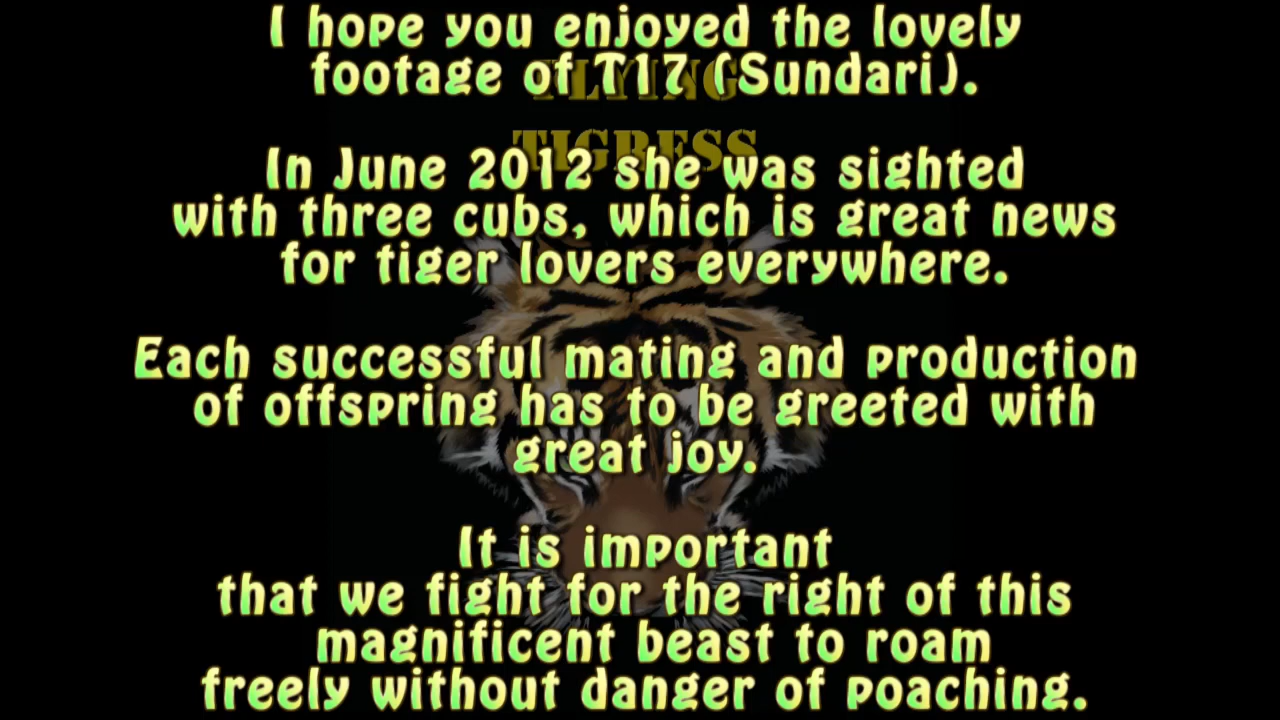 I hope you enjoyed the lovely
footage of T17 (Sundari).
FLYING
TIGRESS
In June 2012 she was sighted
with three cubs, which is great news
for tiger lovers everywhere.
Each successful mating and production
of offspring has to be greeted with
great joy.
It is important
that we fight for the right of this
magnificent beast to roam
freely without danger of poaching.